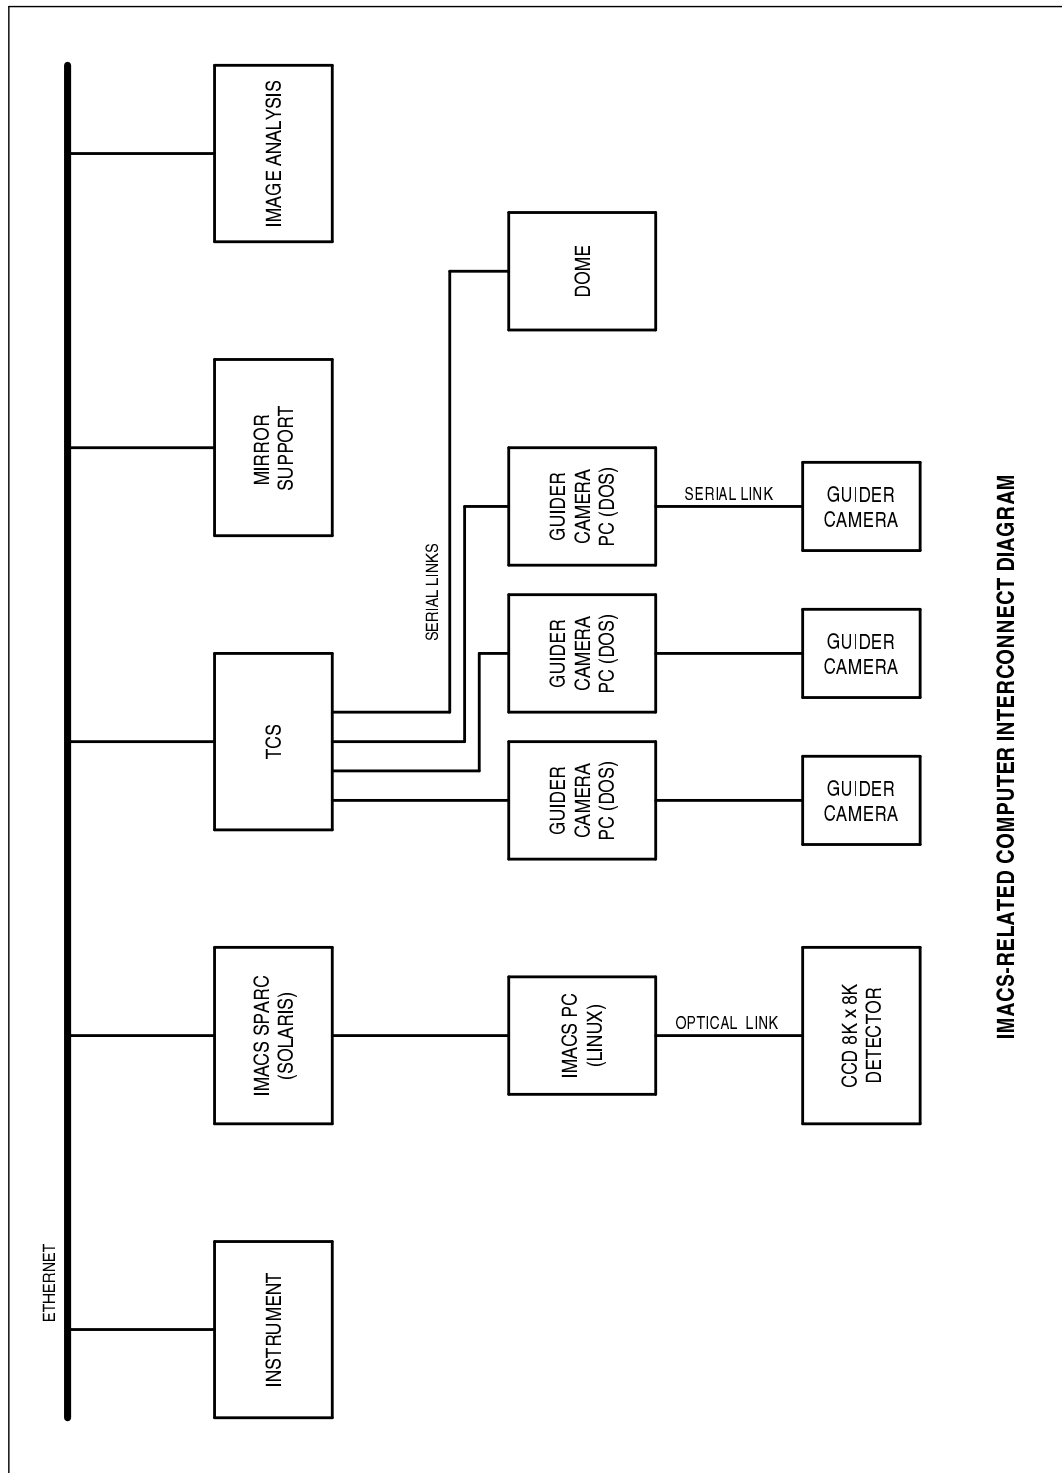 ETHERNET
INSTRUMENT
IMACS SPARC
(SOLARIS)
TCS
MIRROR
SUPPORT
IMAGE ANALYSIS
SERIAL LINKS
IMACS PC
(LINUX)
GUIDER
CAMERA
PC (DOS)
GUIDER
CAMERA
PC (DOS)
GUIDER
CAMERA
PC (DOS)
DOME
OPTICAL LINK
SERIAL LINK
CCD 8K x 8K
DETECTOR
GUIDER
CAMERA
GUIDER
CAMERA
GUIDER
CAMERA
IMACS-RELATED COMPUTER INTERCONNECT DIAGRAM